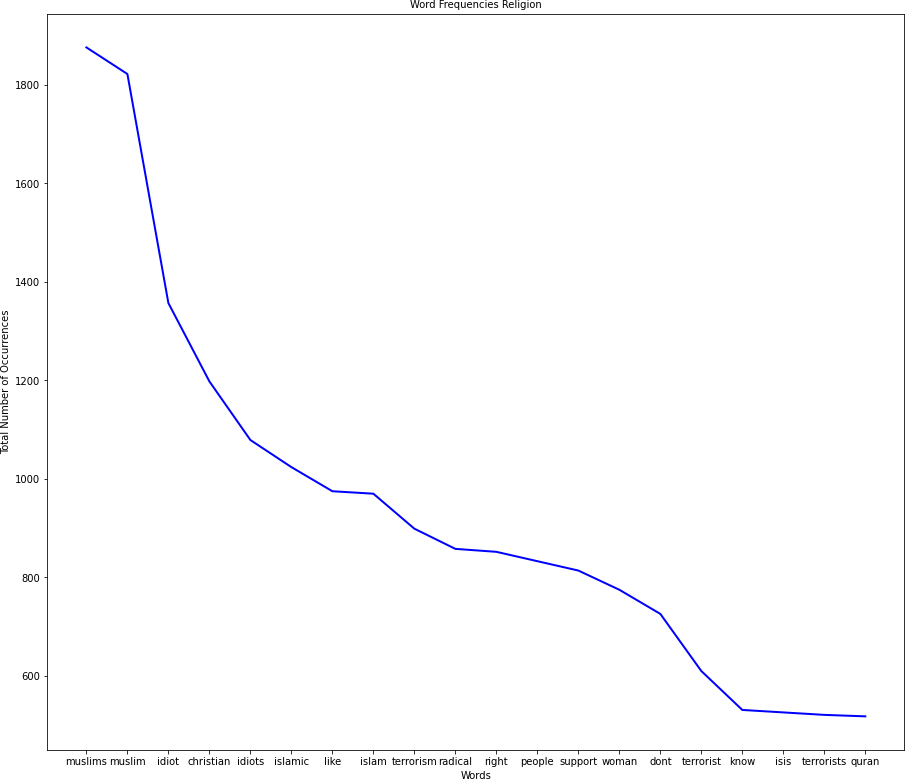 Word Frequencies Religion
Total Number of Occurrences
1800
1600
1400
1200
1000
800
600
muslims muslim idiot christian idiots islamic like islam terrorism radical right people support woman dont terrorist know isis terrorists quran
Words